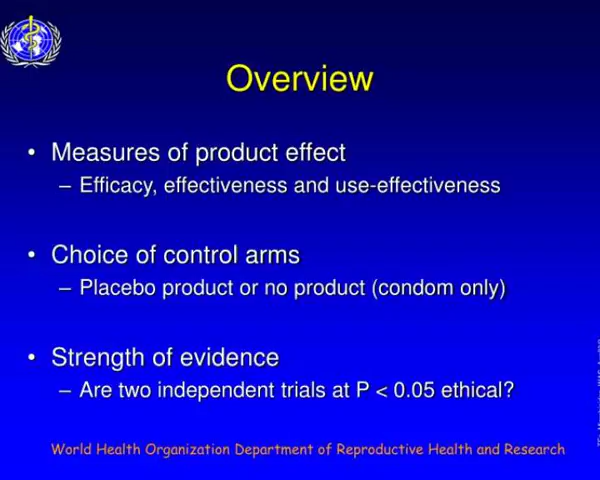 Overview
• Measures of product effect
– Efficacy, effectiveness and use-effectiveness
• Choice of control arms
– Placebo product or no product (condom only)
• Strength of evidence
– Are two independent trials at P < 0.05 ethical?
World Health Organization Department of Reproductive Health and Research